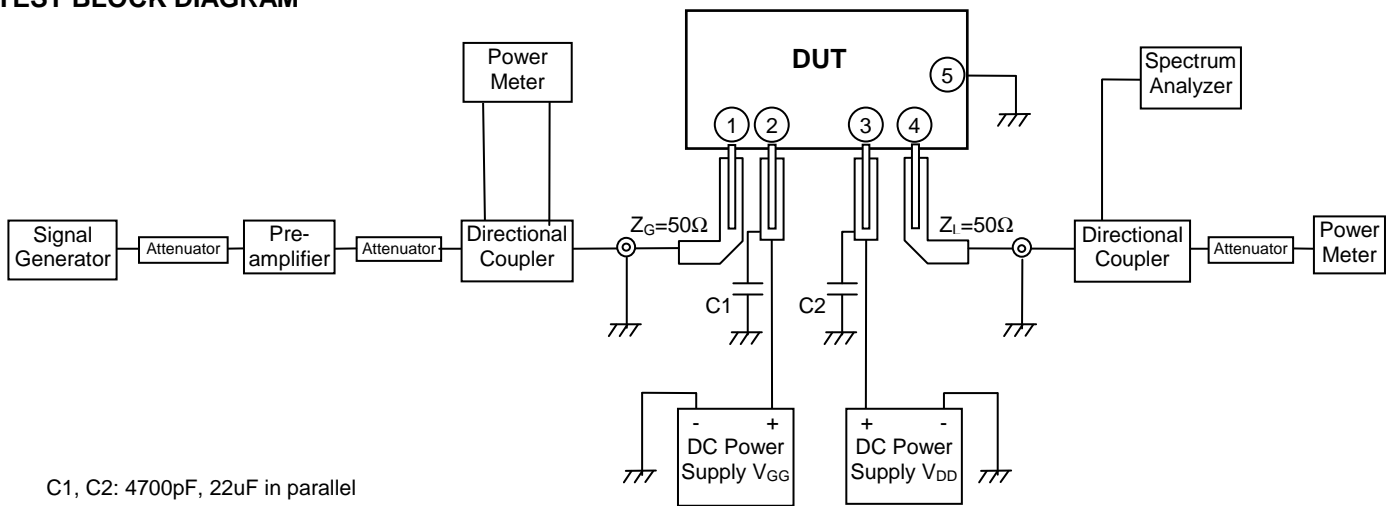 TEST BLOCK DIAGRAM
DUT
Power
Meter
5
Spectrum
Analyzer
1
2
3
4
Signal
Generator
Attenuator
Pre-
amplifier
Attenuator
Directional
Coupler
ZG=50Ω
ZL=50Ω
Directional
Coupler
Attenuator
Power
Meter
C1
C2
- +
DC Power
Supply VGG
+ -
DC Power
Supply VDD
C1, C2: 4700pF, 22uF in parallel